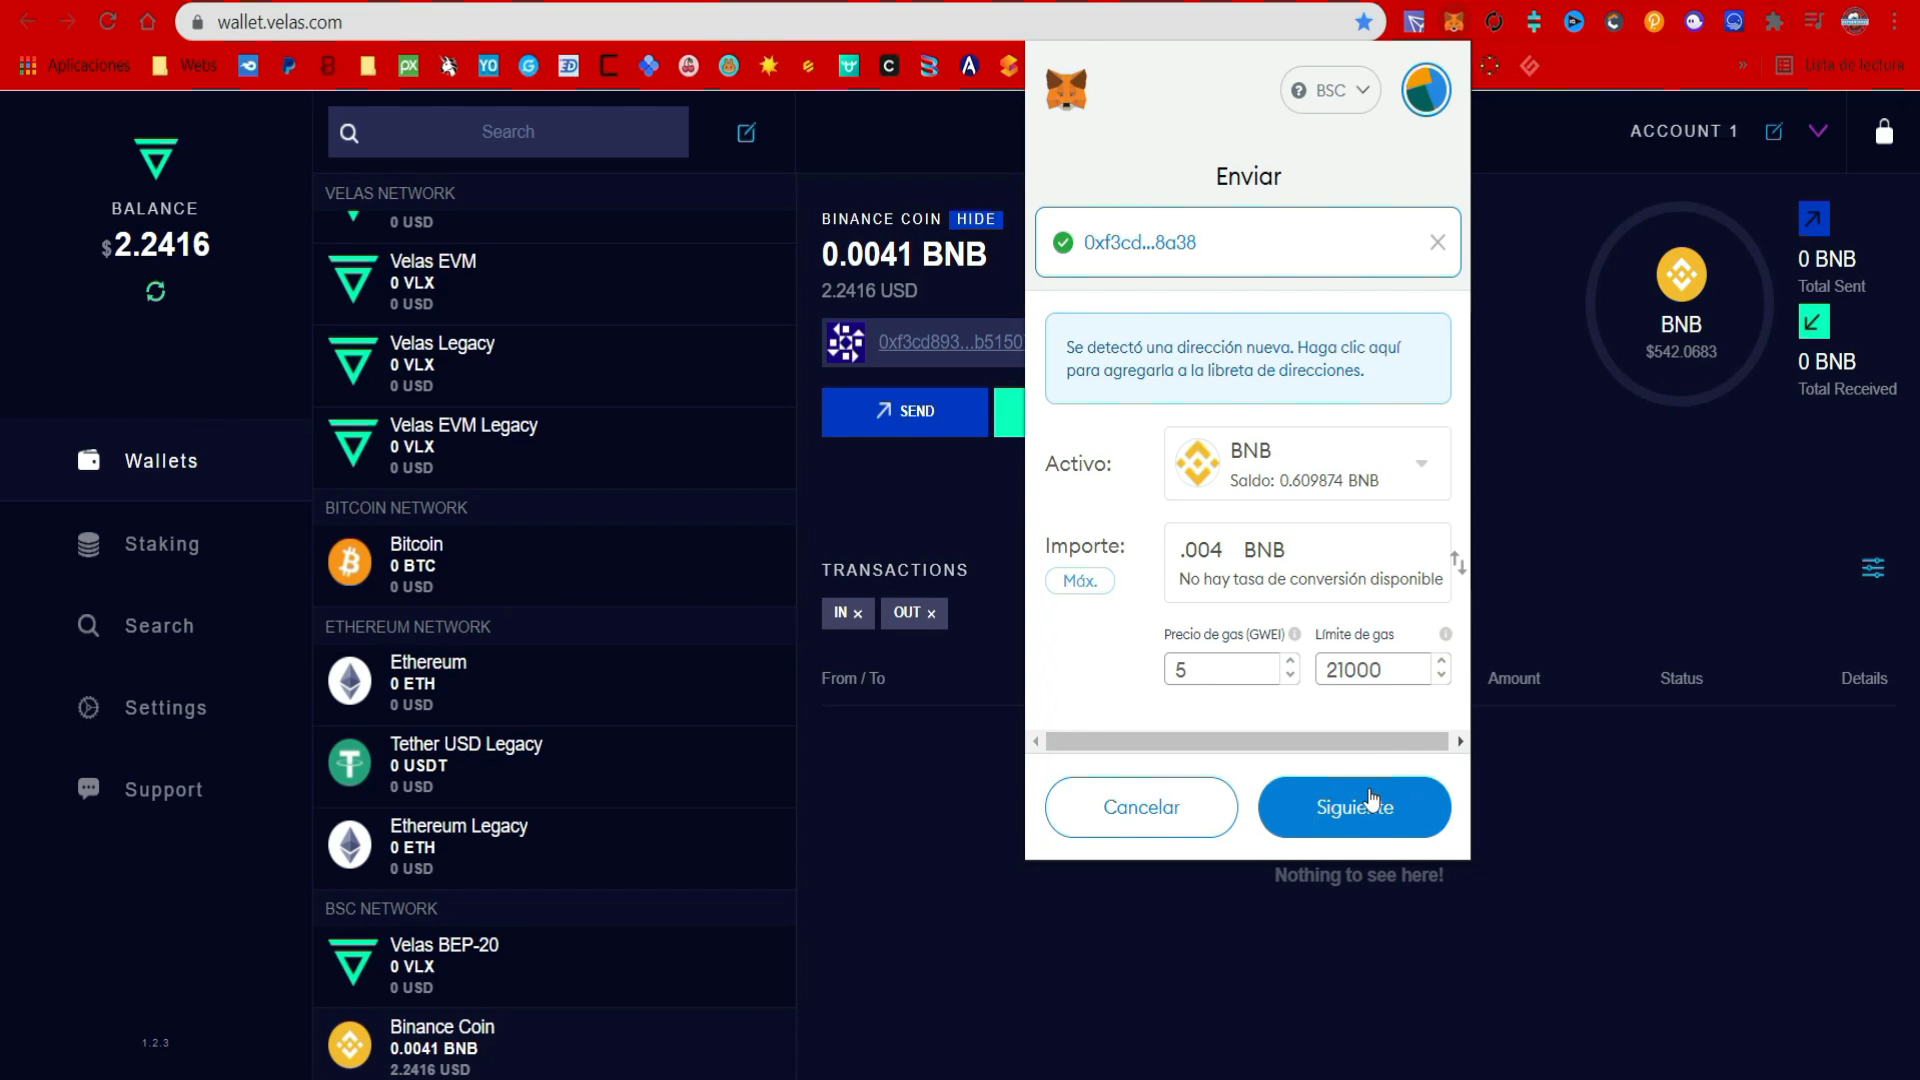 wallet.velas.com
Aplicaciones
Webs
Lista de lectura
BALANCE
$2.2416
Wallets
Staking
Search
Settings
Support
1.2.3
Search
VELAS NETWORK
0 USD
Velas EVM
0 VLX
0 USD
Velas Legacy
0 VLX
0 USD
Velas EVM Legacy
0 VLX
0 USD
BITCOIN NETWORK
Bitcoin
0 BTC
0 USD
ETHEREUM NETWORK
Ethereum
0 ETH
0 USD
Tether USD Legacy
0 USDT
0 USD
Ethereum Legacy
0 ETH
0 USD
BSC NETWORK
Velas BEP-20
0 VLX
0 USD
Binance Coin
0.0041 BNB
2.2416 USD
BINANCE COIN HIDE
0.0041 BNB
2.2416 USD
0xf3cd893...b5150
SEND
TRANSACTIONS
IN × OUT ×
From / To
Amount Status Details
Nothing to see here!
BSC
Enviar
0xf3cd...8a38
Se detectó una dirección nueva. Haga clic aquí
para agregarla a la libreta de direcciones.
Activo:
BNB
Saldo: 0.609874 BNB
Importe:
Máx.
.004 BNB
No hay tasa de conversión disponible
Precio de gas (GWEI) Límite de gas
5 21000
Cancelar Siguiente
ACCOUNT 1
BNB
$542.0683
0 BNB
Total Sent
0 BNB
Total Received